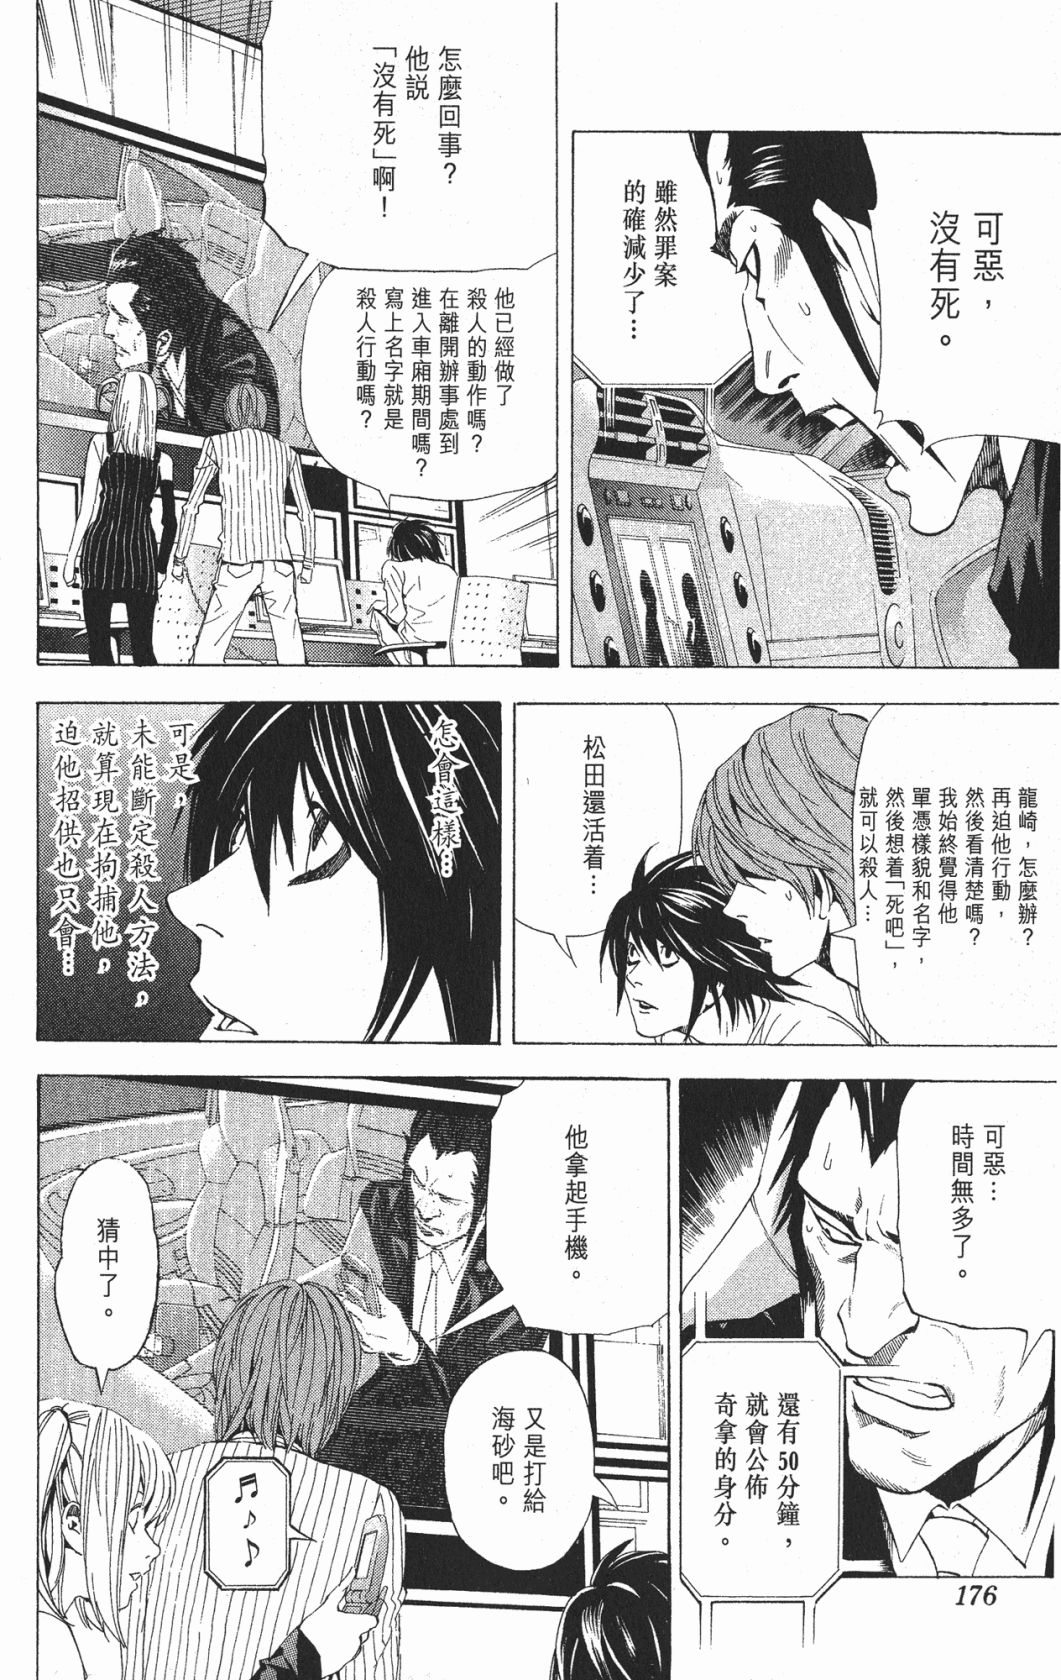 可惡，
沒有死。
雖然罪案
的確減少了…
怎麼回事？
他説
「沒有死」啊！
他已經做了
殺人的動作嗎？
在離開辦事處到
進入車廂期間嗎？
寫上名字就是
殺人行動嗎？
龍崎，怎麼辦？
再迫他行動，
然後看清楚嗎？
我始終覺得他
單憑樣貌和名字，
然後想着「死吧」，
就可以殺人…
松田還活着…
怎會這樣…
可是，
未能斷定殺人方法，
就算現在拘捕他，
迫他招供也只會…
可惡…
時間無多了。
還有50分鐘，
就會公佈
奇拿的身分。
他拿起手機。
又是打給
海砂吧。
猜中了。
♬♪♪
176